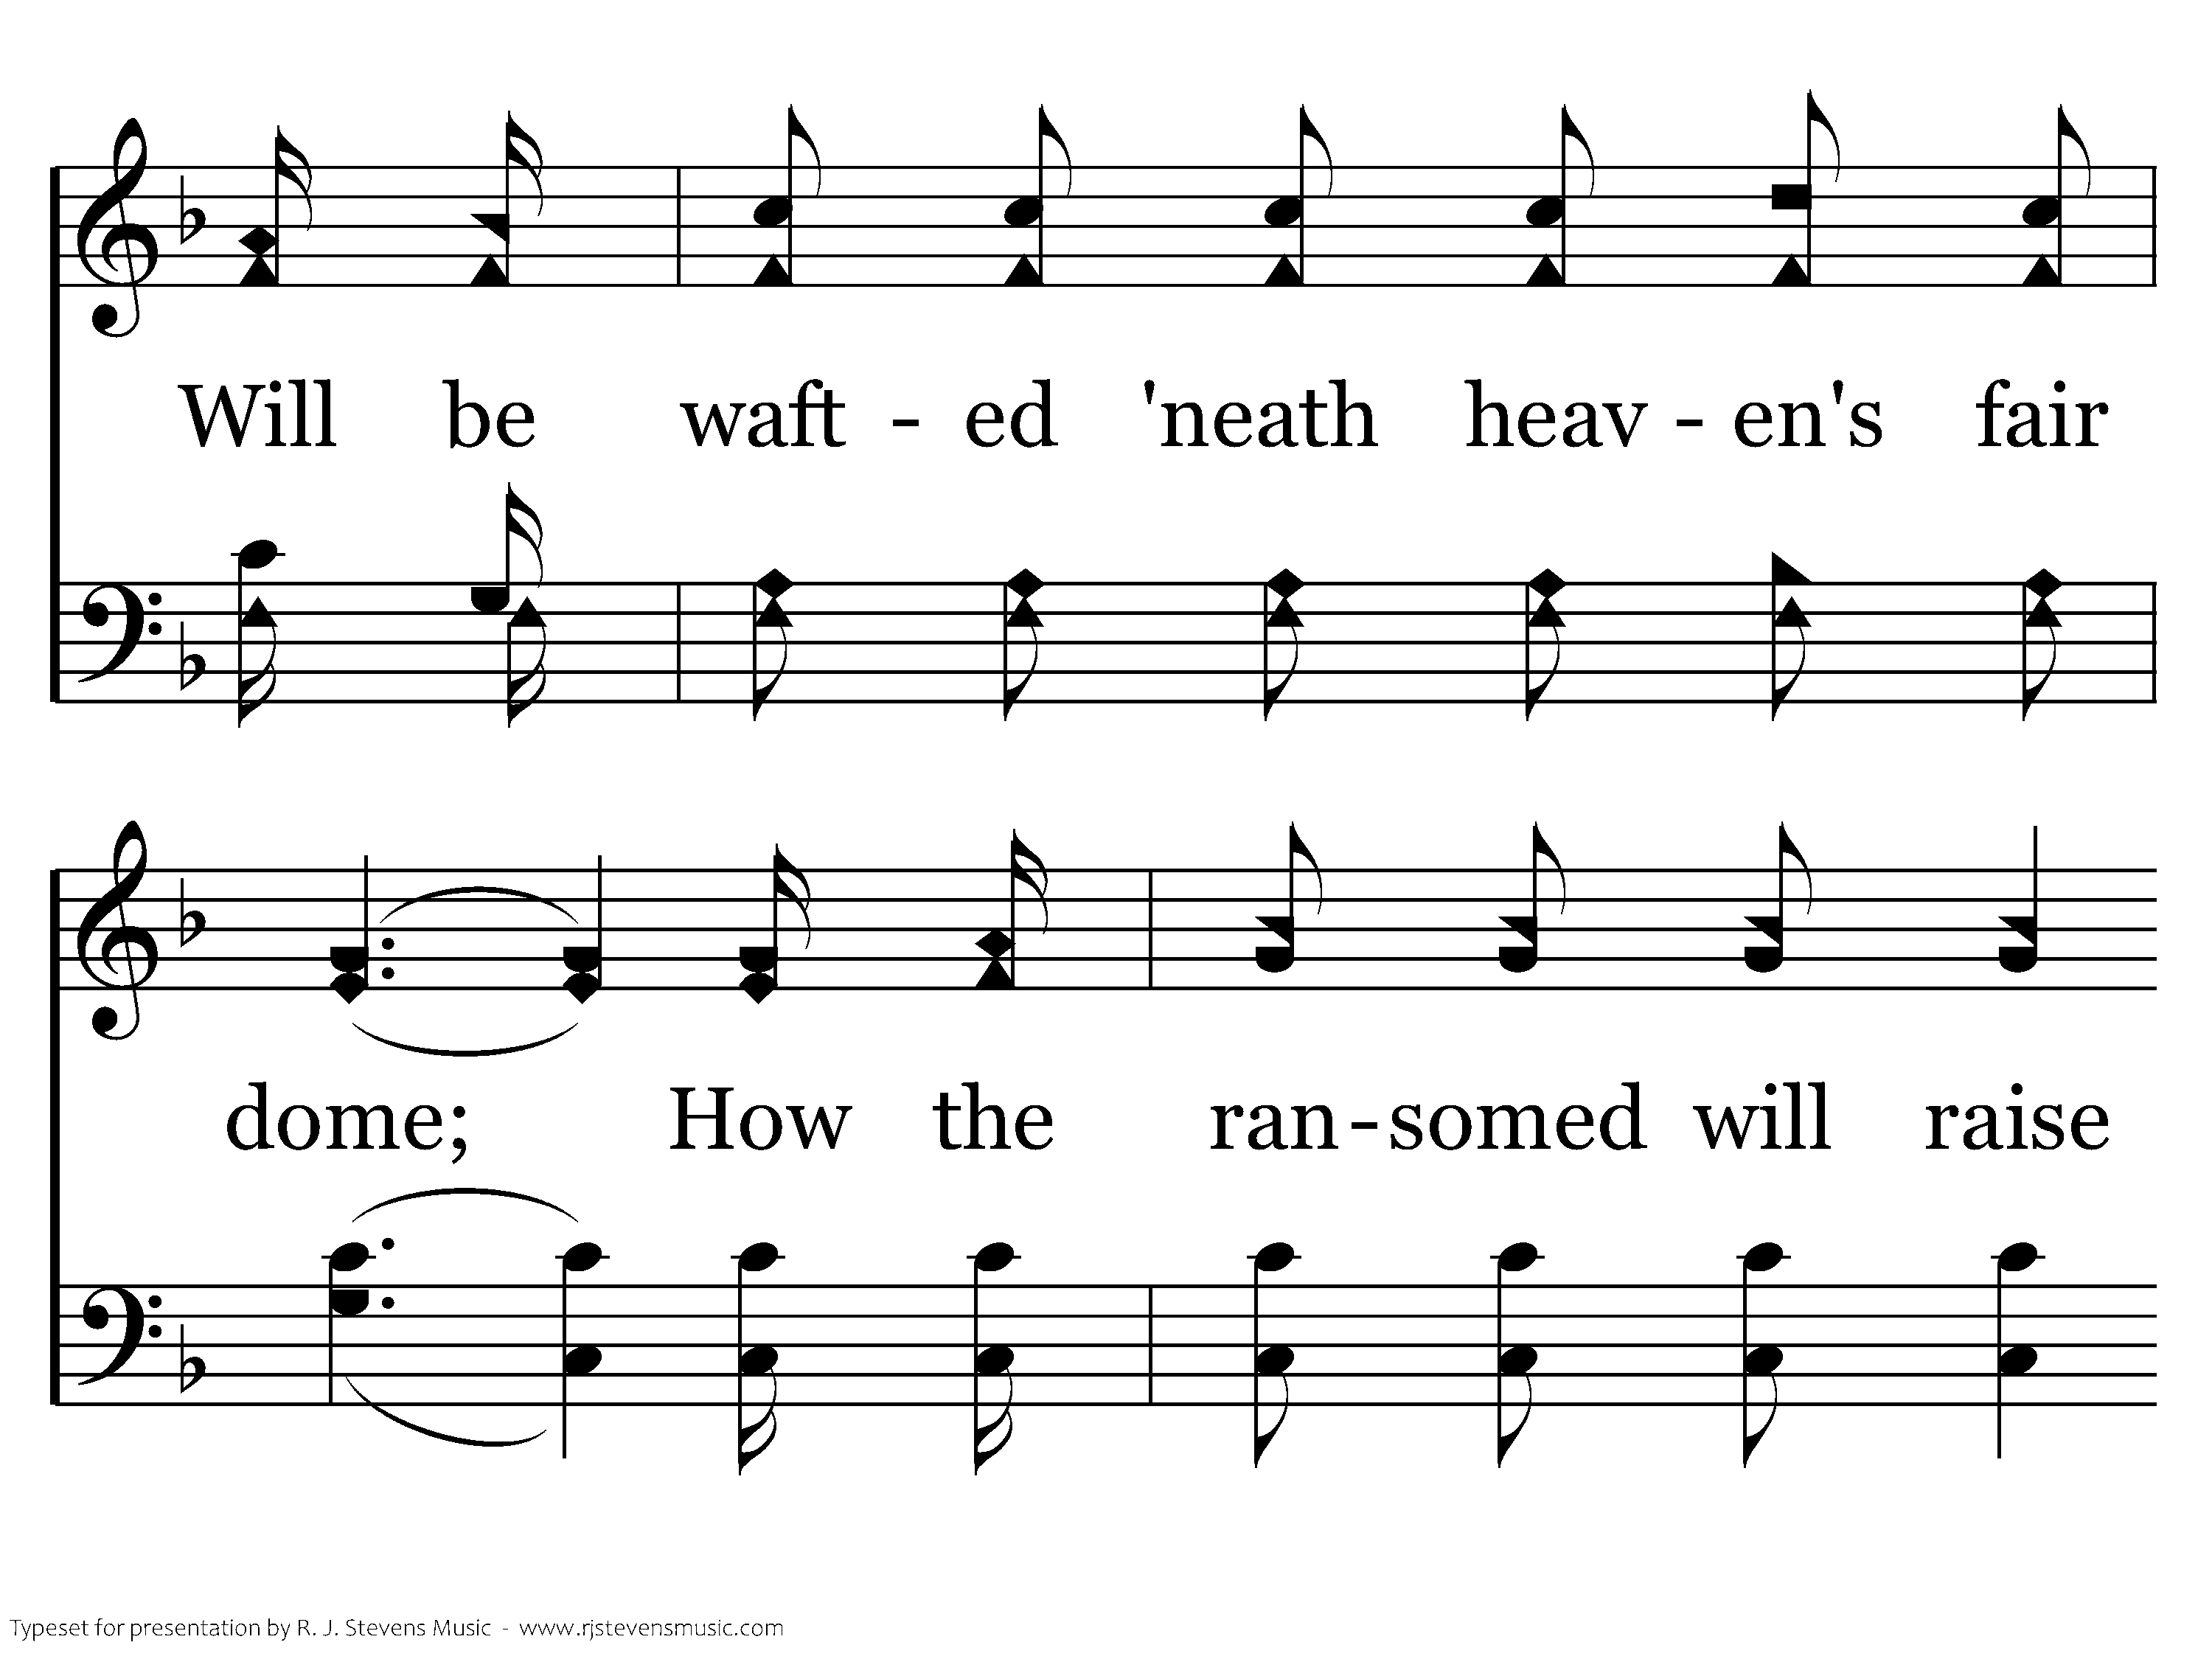 Will be waft - ed 'neath heav - en's fair
dome; How the ran - somed will raise
Typeset for presentation by R. J. Stevens Music - www.rjstevensmusic.com